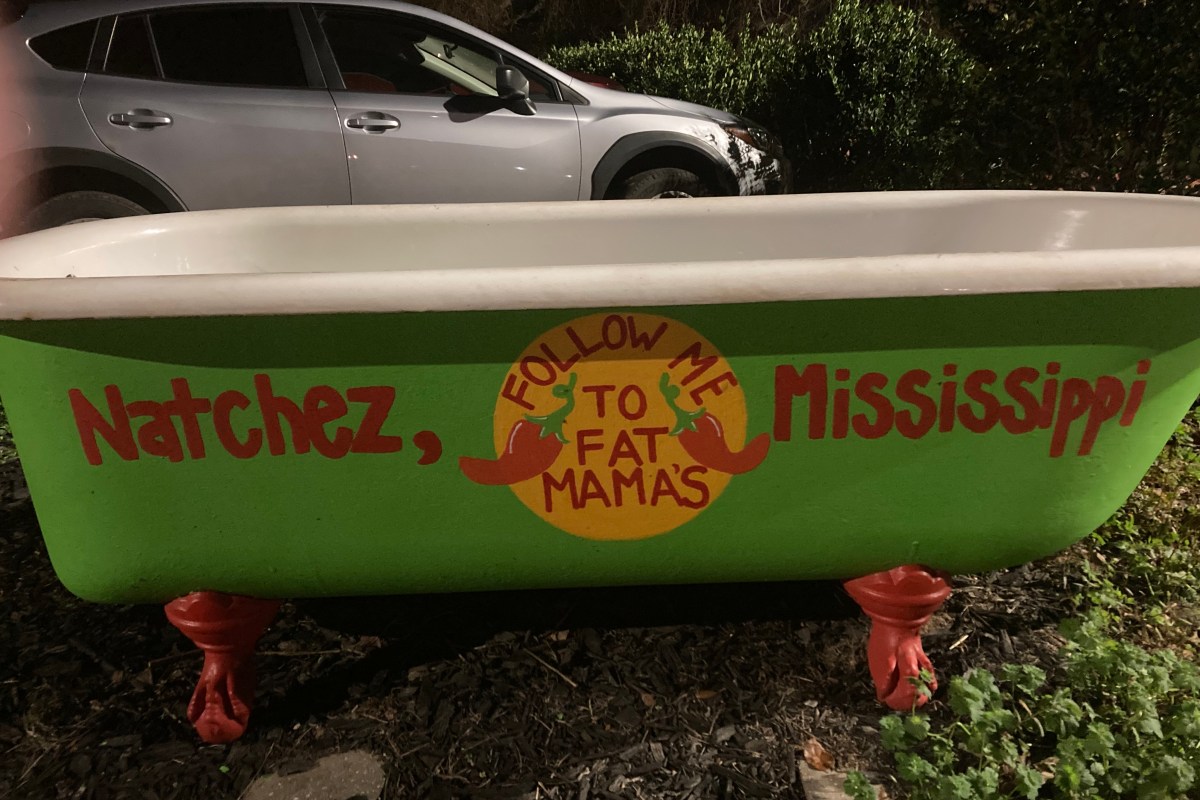 Natchez,
FOLLOW ME
TO
FAT
MAMA'S
Mississippi